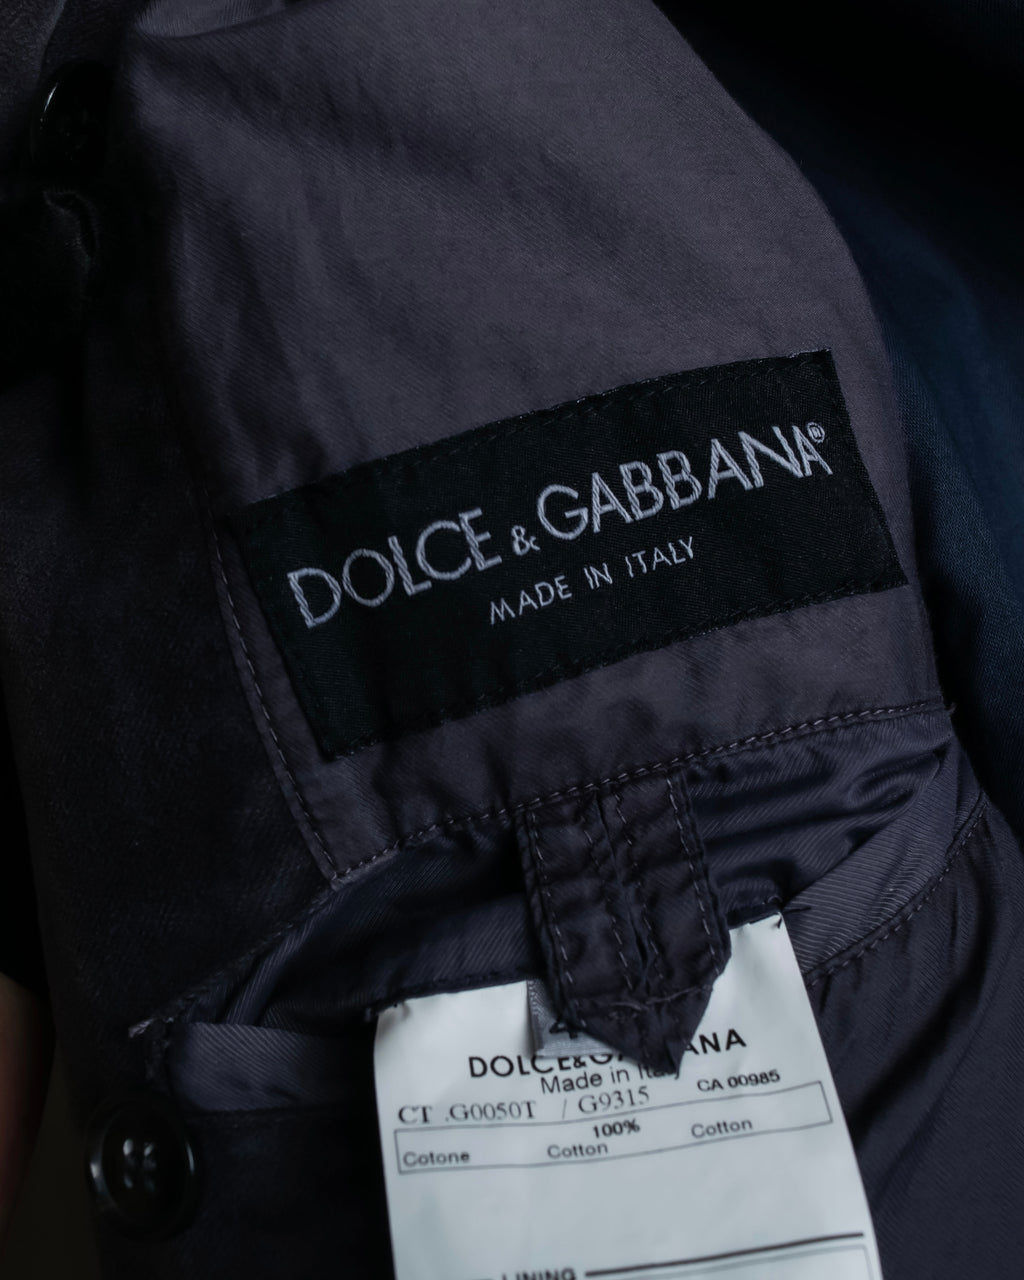 DOLCE & GABBANA®
MADE IN ITALY
DOLCE&GABBANA
Made in Italy
CT .G0050T / G9315 CA 00985
100%
Cotone Cotton Cotton
LINING